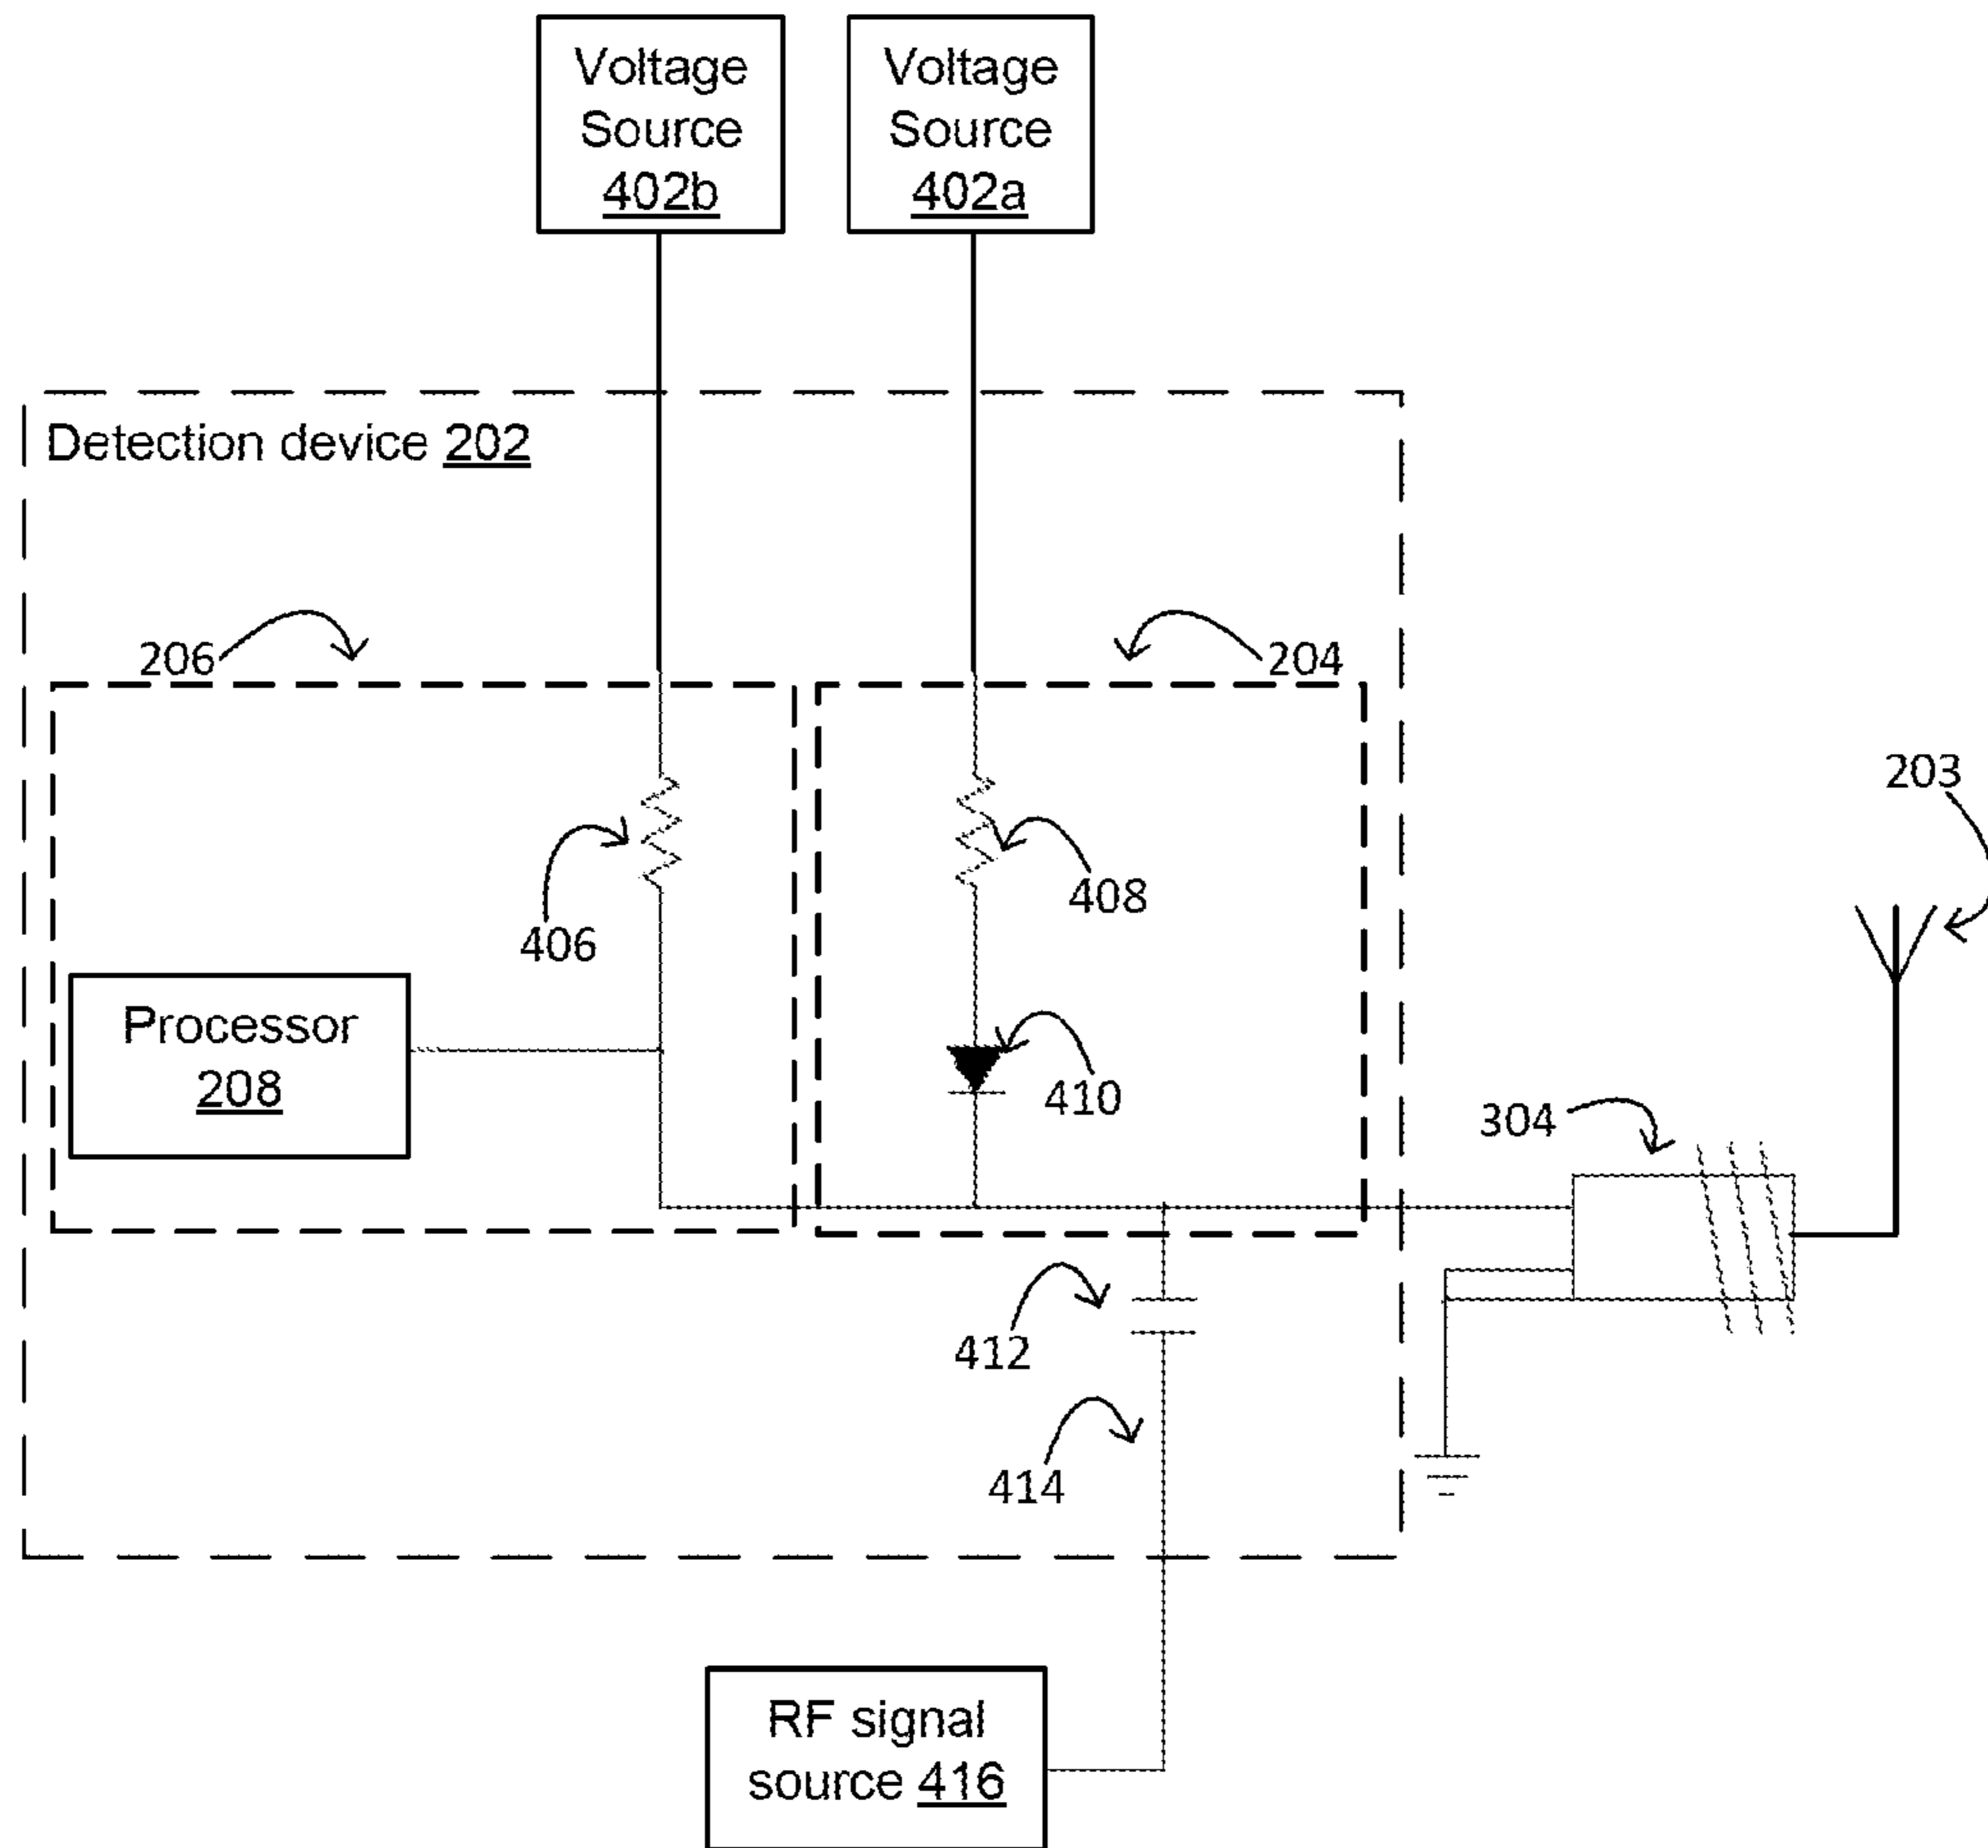 Voltage
Source
402b
Voltage
Source
402a
Detection device 202
206
204
203
406
408
Processor
208
410
304
412
414
RF signal
source 416